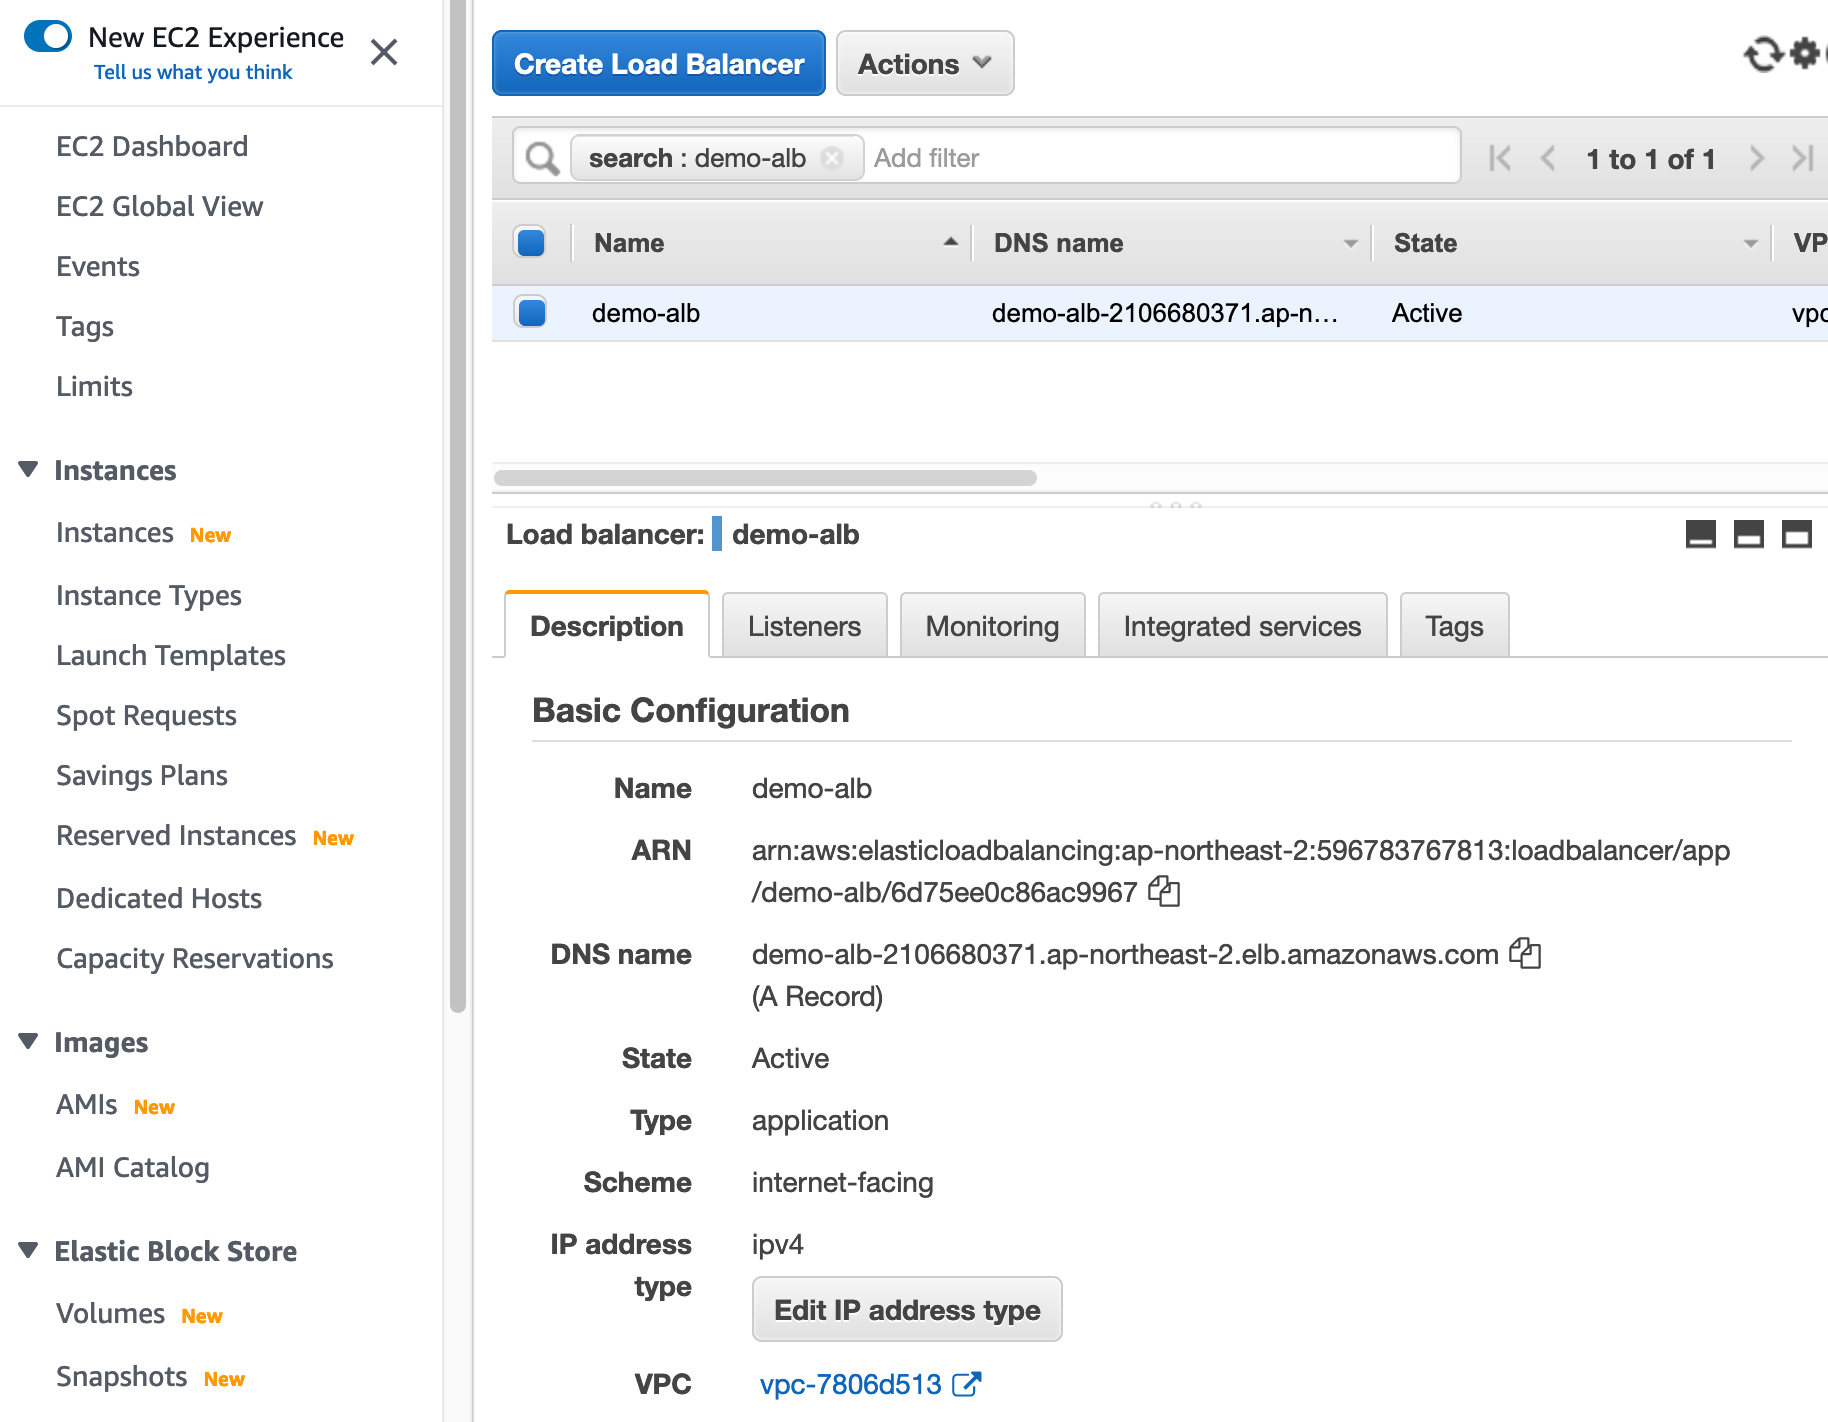 New EC2 Experience
Tell us what you think
EC2 Dashboard
EC2 Global View
Events
Tags
Limits
Instances
Instances New
Instance Types
Launch Templates
Spot Requests
Savings Plans
Reserved Instances New
Dedicated Hosts
Capacity Reservations
Images
AMIs New
AMI Catalog
Elastic Block Store
Volumes New
Snapshots New
Create Load Balancer Actions
search : demo-alb Add filter 1 to 1 of 1
Name DNS name State VP
demo-alb demo-alb-2106680371.ap-n... Active vpc
Load balancer: demo-alb
Description Listeners Monitoring Integrated services Tags
Basic Configuration
Name demo-alb
ARN arn:aws:elasticloadbalancing:ap-northeast-2:596783767813:loadbalancer/app
/demo-alb/6d75ee0c86ac9967
DNS name demo-alb-2106680371.ap-northeast-2.elb.amazonaws.com
(A Record)
State Active
Type application
Scheme internet-facing
IP address ipv4
type
Edit IP address type
VPC vpc-7806d513